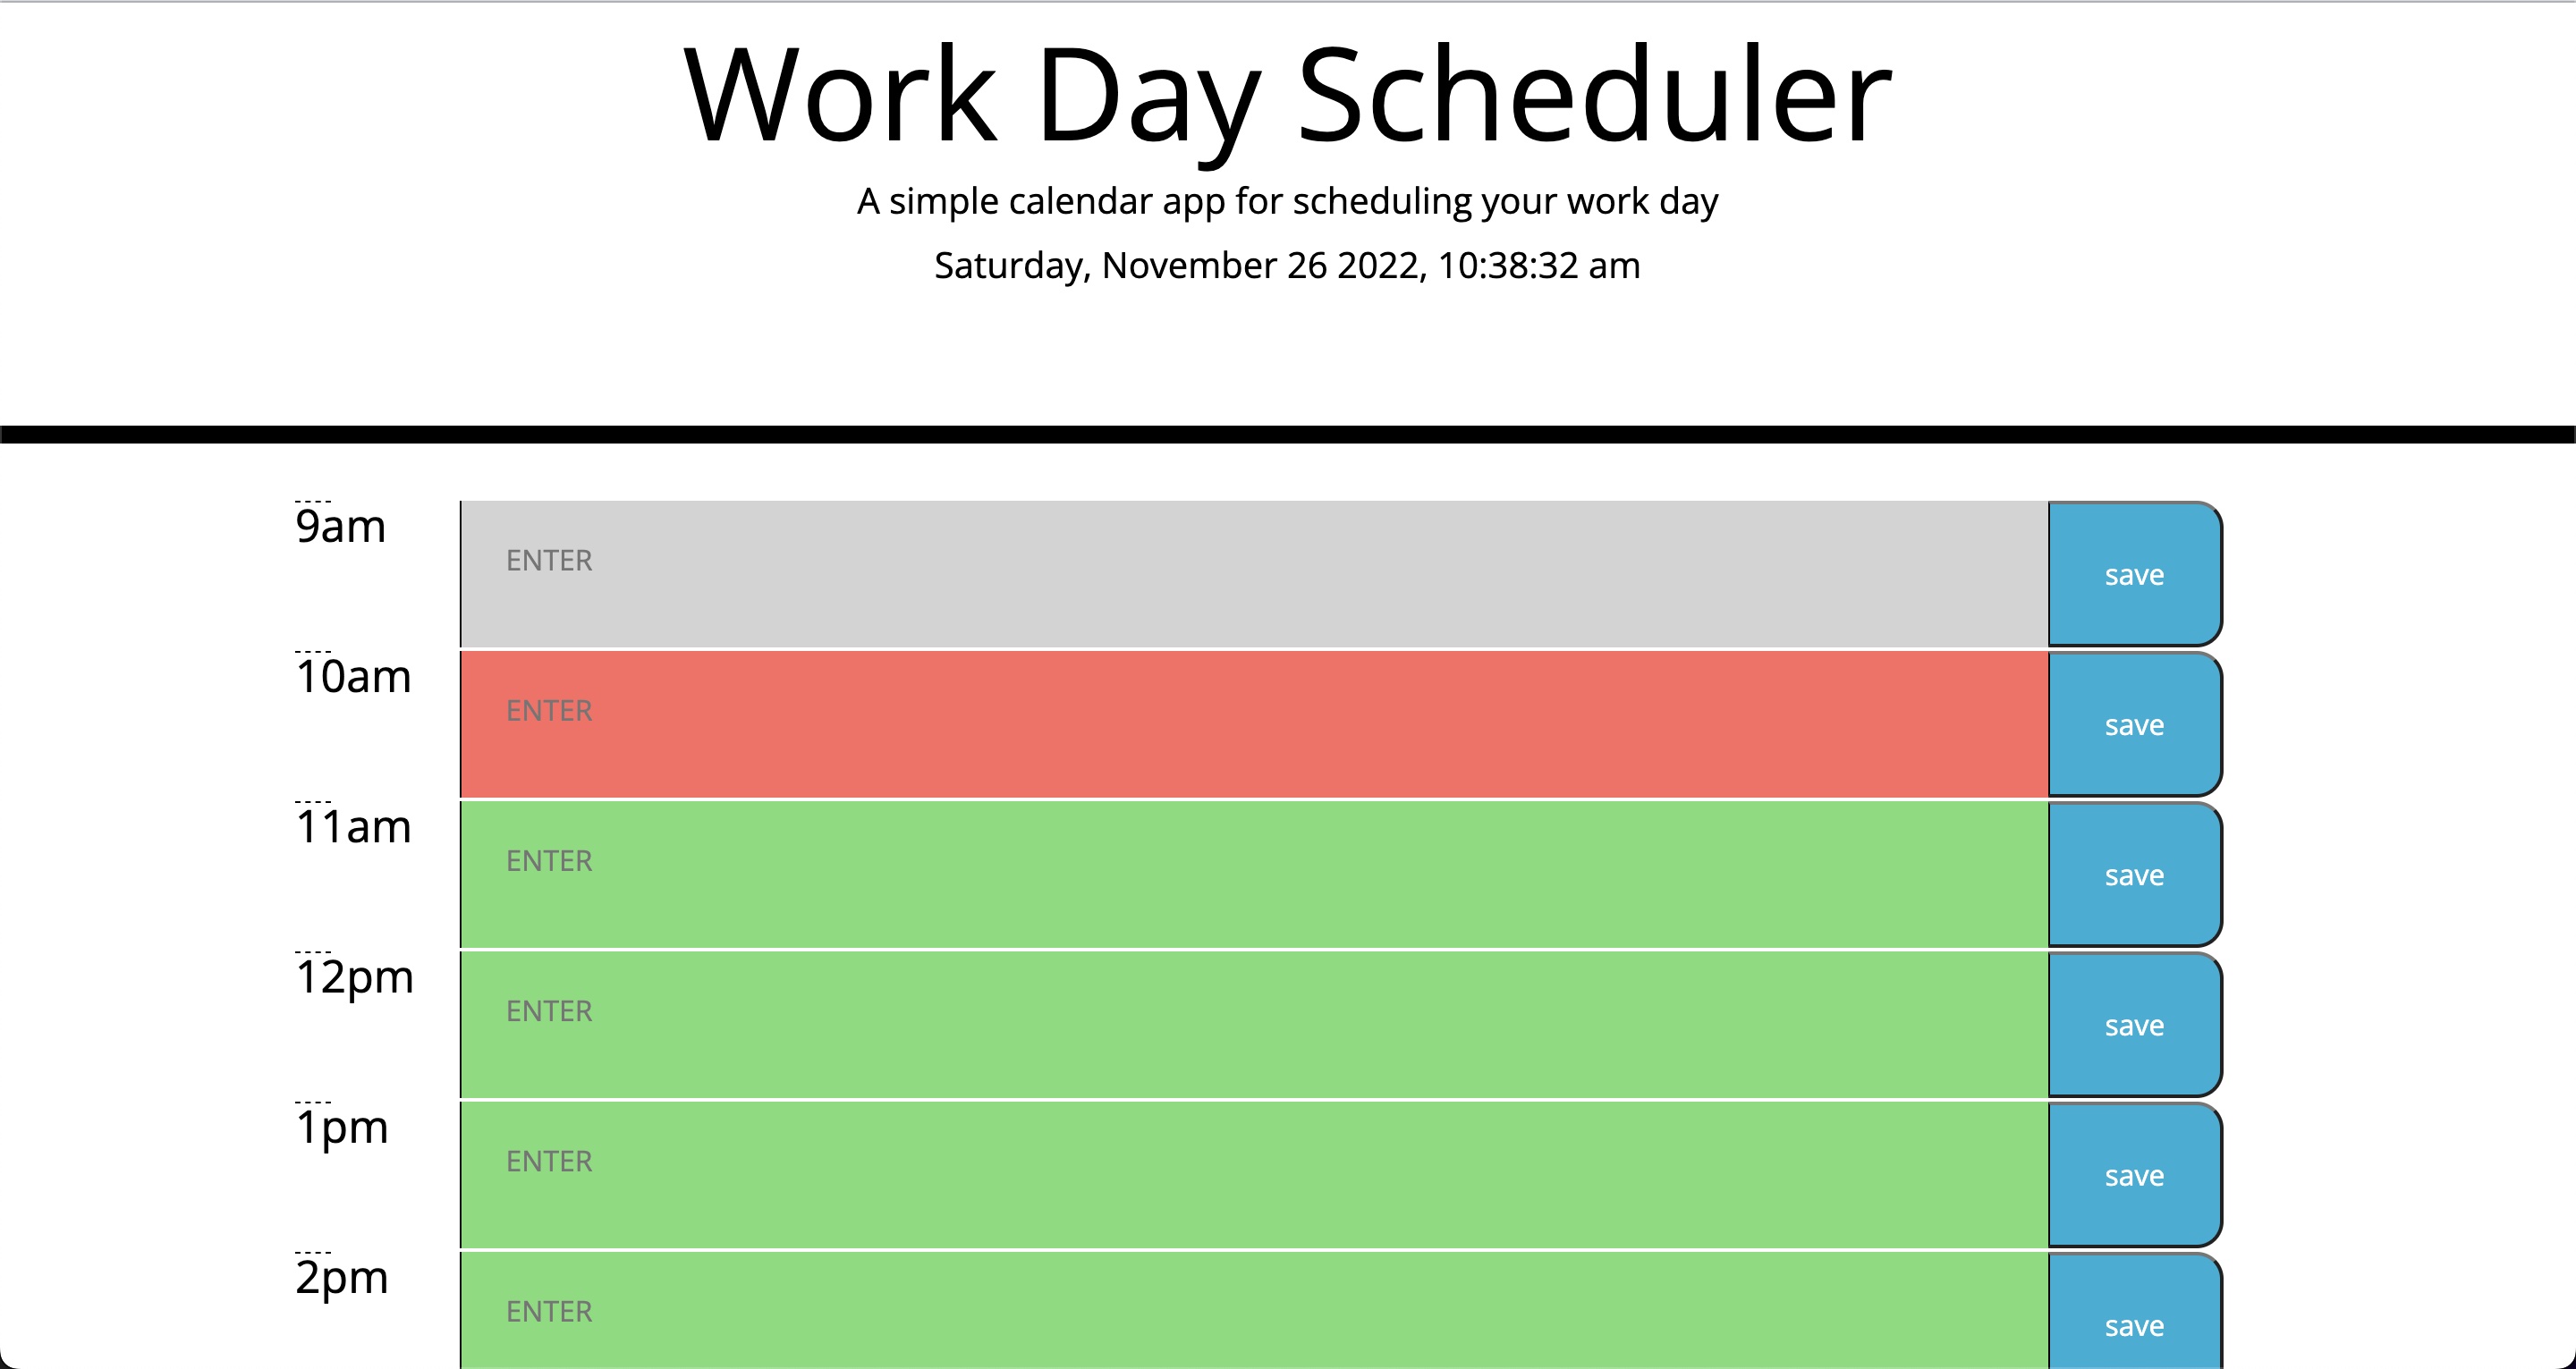 Work Day Scheduler
A simple calendar app for scheduling your work day
Saturday, November 26 2022, 10:38:32 am
9am
ENTER
save
10am
ENTER
save
11am
ENTER
save
12pm
ENTER
save
1pm
ENTER
save
2pm
ENTER
save